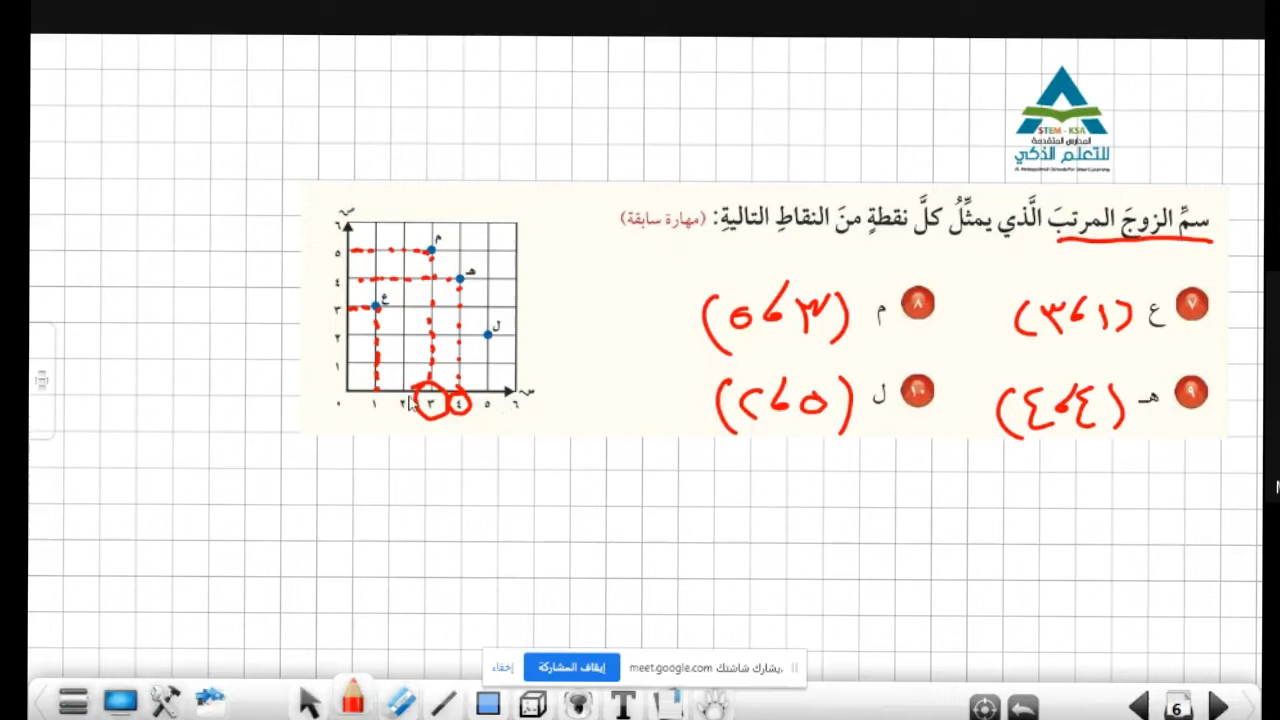 STEM - KSA
المدارس المتقدمة
للتعلم الذكي
سمِّ الزوجَ المرتبَ الَّذي يمثِّلُ كلَّ نقطةٍ منَ النقاطِ التاليةِ: (مهارة سابقة)
٧ ع (١، ٣) ٨ م (٣، ٥)
٩ هـ (٤، ٤) ١٠ ل (٥، ٢)
ص
٦
م
٥
هـ
٤
ع
٣
ل
٢
١
٠ ١ ٢ ٣ ٤ ٥ ٦ س
يشارك شاشتك meet.google.com إيقاف المشاركة إخفاء
T 6